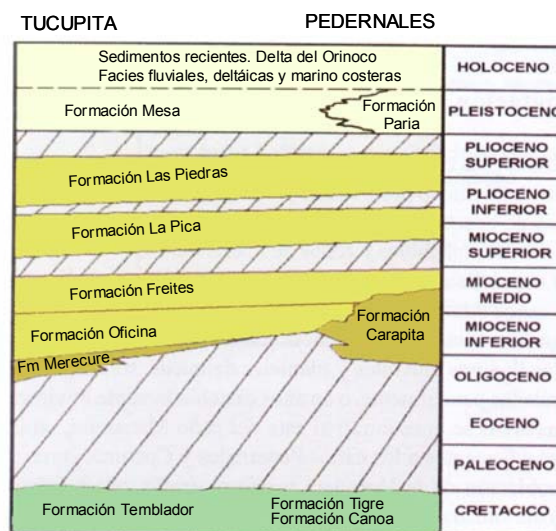 TUCUPITA PEDERNALES
Sedimentos recientes. Delta del Orinoco
Facies fluviales, deltáicas y marino costeras
HOLOCENO
Formación Mesa
Formación
Paria
PLEISTOCENO
PLIOCENO
SUPERIOR
Formación Las Piedras
PLIOCENO
INFERIOR
Formación La Pica
MIOCENO
SUPERIOR
Formación Freites
MIOCENO
MEDIO
Formación Oficina
Formación
Carapita
MIOCENO
INFERIOR
Fm Merecure
OLIGOCENO
EOCENO
PALEOCENO
Formación Temblador
Formación Tigre
Formación Canoa
CRETACICO